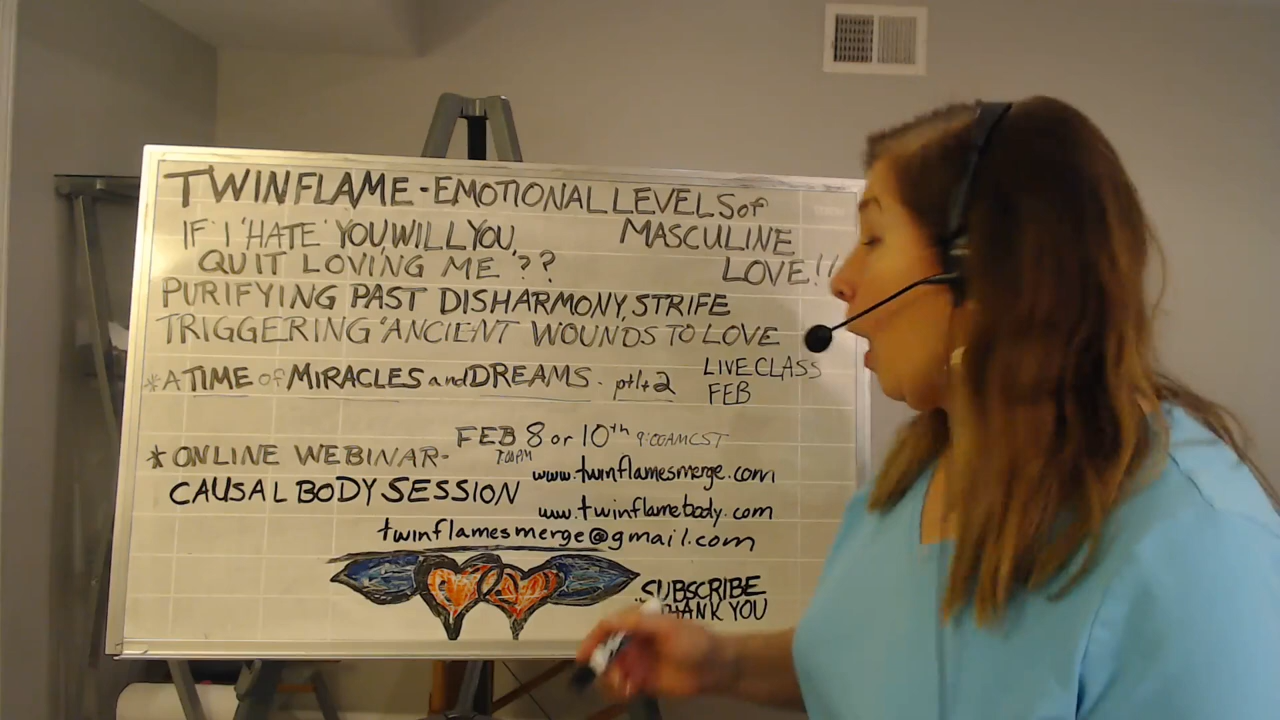 TWINFLAME - EMOTIONAL LEVELS of
MASCULINE
LOVE!!
IF I 'HATE' YOU, WILL YOU,
QUIT LOVING ME '??
PURIFYING PAST DISHARMONY, STRIFE
TRIGGERING 'ANCIENT WOUNDS TO LOVE
*A TIME of MIRACLES and DREAMS. pt1+2
LIVE CLASS
FEB
FEB 8 or 10th 9:00AM CST
7:00PM
*ONLINE WEBINAR-
CAUSAL BODY SESSION
www.twinflamesmerge.com
www.twinflamebody.com
twinflamesmerge@gmail.com
SUBSCRIBE
THANK YOU